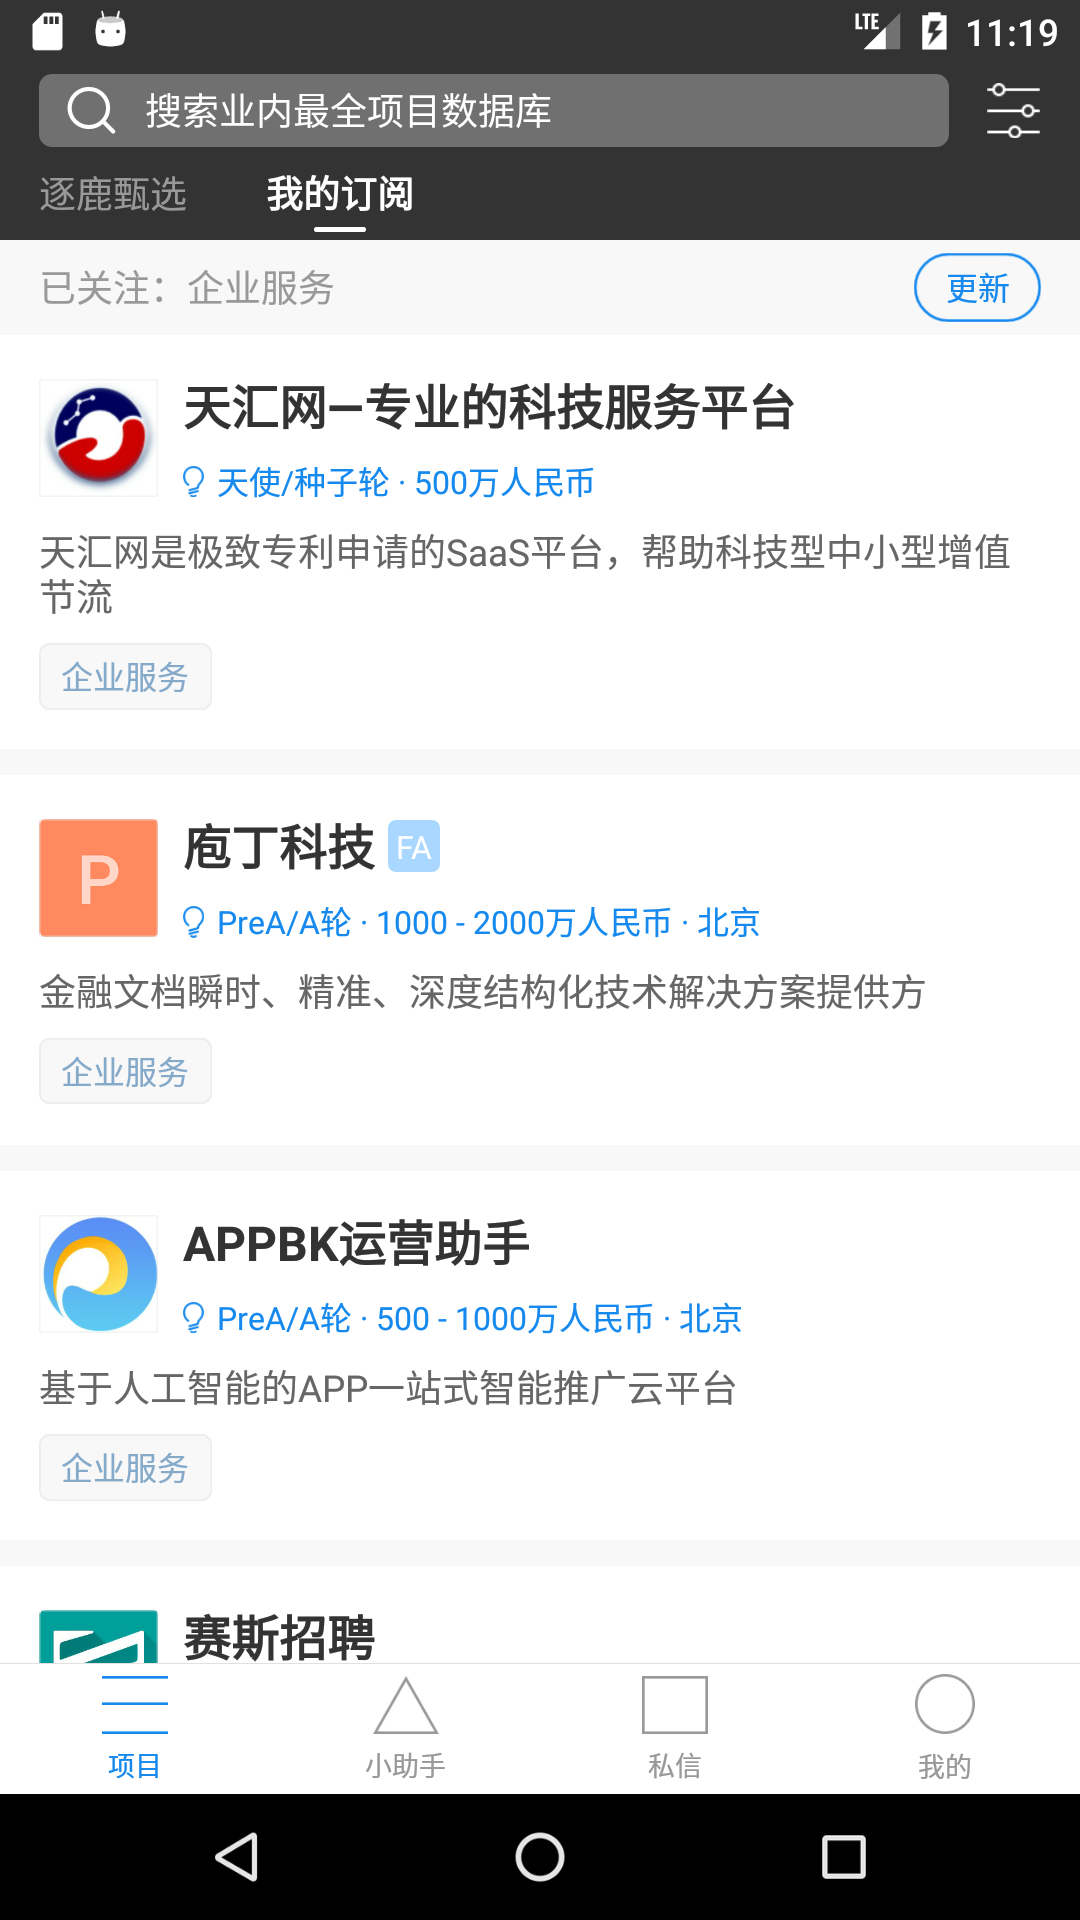 LTE 11:19
搜索业内最全项目数据库
逐鹿甄选 我的订阅
已关注：企业服务 更新
天汇网—专业的科技服务平台
天使/种子轮 · 500万人民币
天汇网是极致专利申请的SaaS平台，帮助科技型中小型增值
节流
企业服务
P 庖丁科技 FA
PreA/A轮 · 1000 - 2000万人民币 · 北京
金融文档瞬时、精准、深度结构化技术解决方案提供方
企业服务
APPBK运营助手
PreA/A轮 · 500 - 1000万人民币 · 北京
基于人工智能的APP一站式智能推广云平台
企业服务
赛斯招聘
项目 小助手 私信 我的